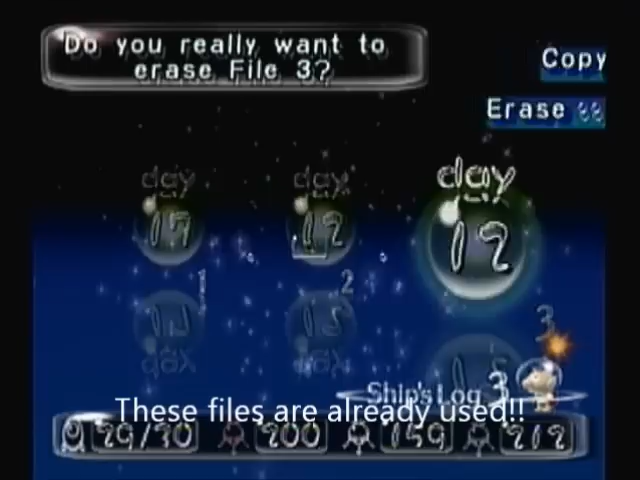 Do you really want to
erase File 3?
Copy
Erase
day
17
day
12
day
12
1
2
3
Ship's Log 3
These files are already used!!
29/30 200 159 212